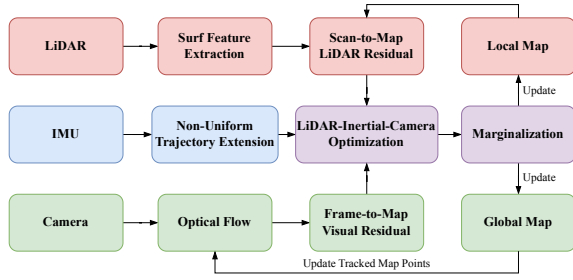 LiDAR
Surf Feature
Extraction
Scan-to-Map
LiDAR Residual
Local Map
Update
IMU
Non-Uniform
Trajectory Extension
LiDAR-Inertial-Camera
Optimization
Marginalization
Update
Camera
Optical Flow
Frame-to-Map
Visual Residual
Global Map
Update Tracked Map Points